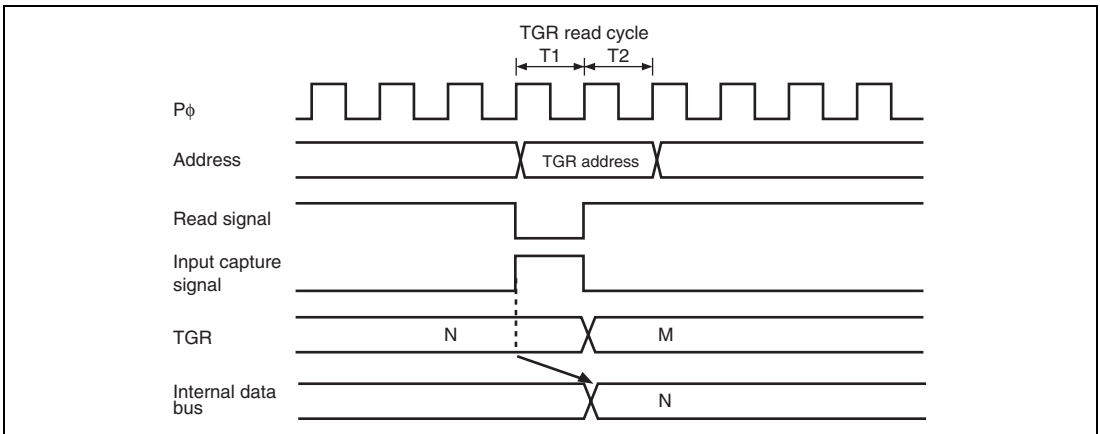 TGR read cycle
T1 T2
Pϕ
Address
TGR address
Read signal
Input capture
signal
TGR
N
M
Internal data
bus
N